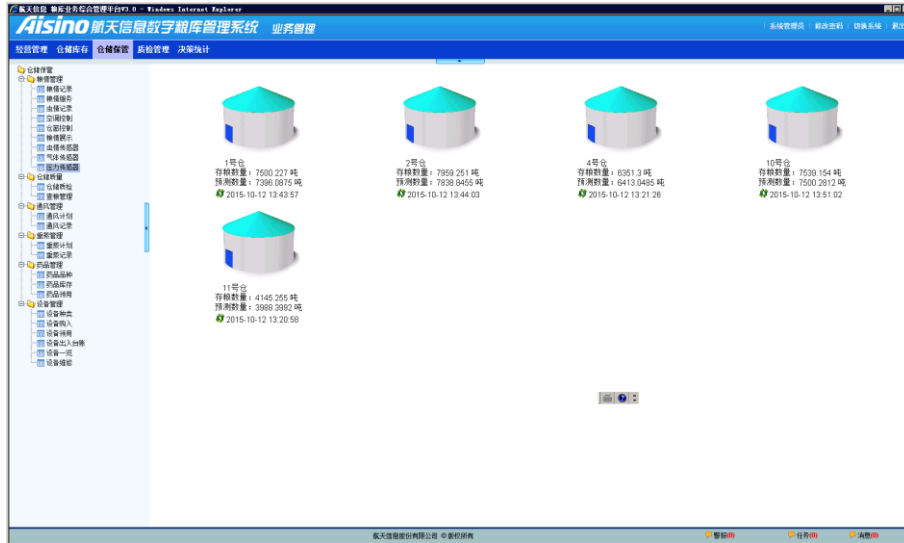 航天信息 粮库业务综合管理平台V3.0 - Windows Internet Explorer
Aisino 航天信息数字粮库管理系统 业务管理
系统管理员 | 修改密码 | 切换系统 | 退出
经营管理 仓储库存 仓储保管 质检管理 决策统计
仓储保管
粮情管理
粮情记录
粮情报务
虫情记录
空调控制
仓窗控制
粮情展示
虫情传感器
气体传感器
压力传感器
仓储质量
仓储质检
查粮管理
通风管理
通风计划
通风记录
熏蒸管理
熏蒸计划
熏蒸记录
药品管理
药品品种
药品库存
药品领用
设备管理
设备种类
设备购入
设备领用
设备出入台账
设备一览
设备维修
1号仓
存粮数量：7500.227 吨
预测数量：7396.0875 吨
2015-10-12 13:43:57
2号仓
存粮数量：7959.251 吨
预测数量：7838.8455 吨
2015-10-12 13:44:03
4号仓
存粮数量：6351.3 吨
预测数量：6413.0485 吨
2015-10-12 13:21:26
10号仓
存粮数量：7539.154 吨
预测数量：7500.2812 吨
2015-10-12 13:51:02
11号仓
存粮数量：4145.255 吨
预测数量：3988.3982 吨
2015-10-12 13:20:58
航天信息股份有限公司 ©版权所有
警报(0) 任务(0) 消息(0)